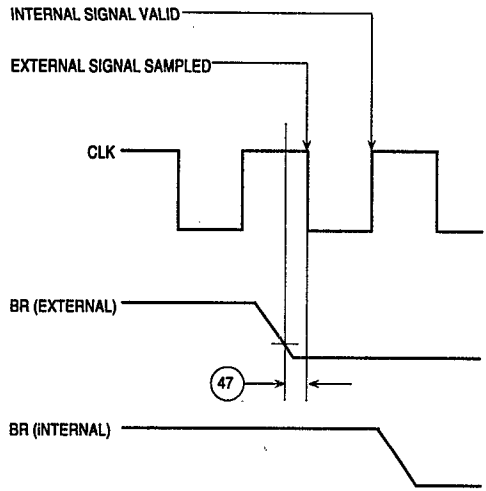 INTERNAL SIGNAL VALID
EXTERNAL SIGNAL SAMPLED
CLK
BR (EXTERNAL)
47
BR (iNTERNAL)